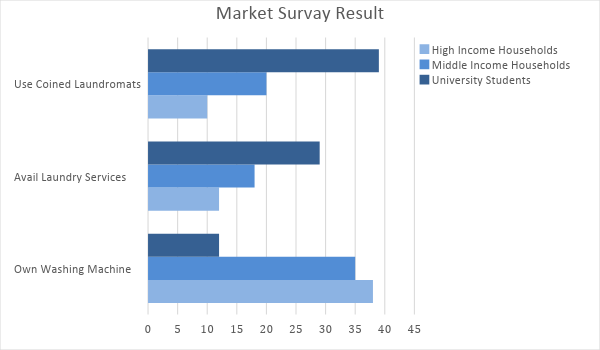 Market Survay Result
High Income Households
Middle Income Households
University Students
Use Coined Laundromats
Avail Laundry Services
Own Washing Machine
0 5 10 15 20 25 30 35 40 45